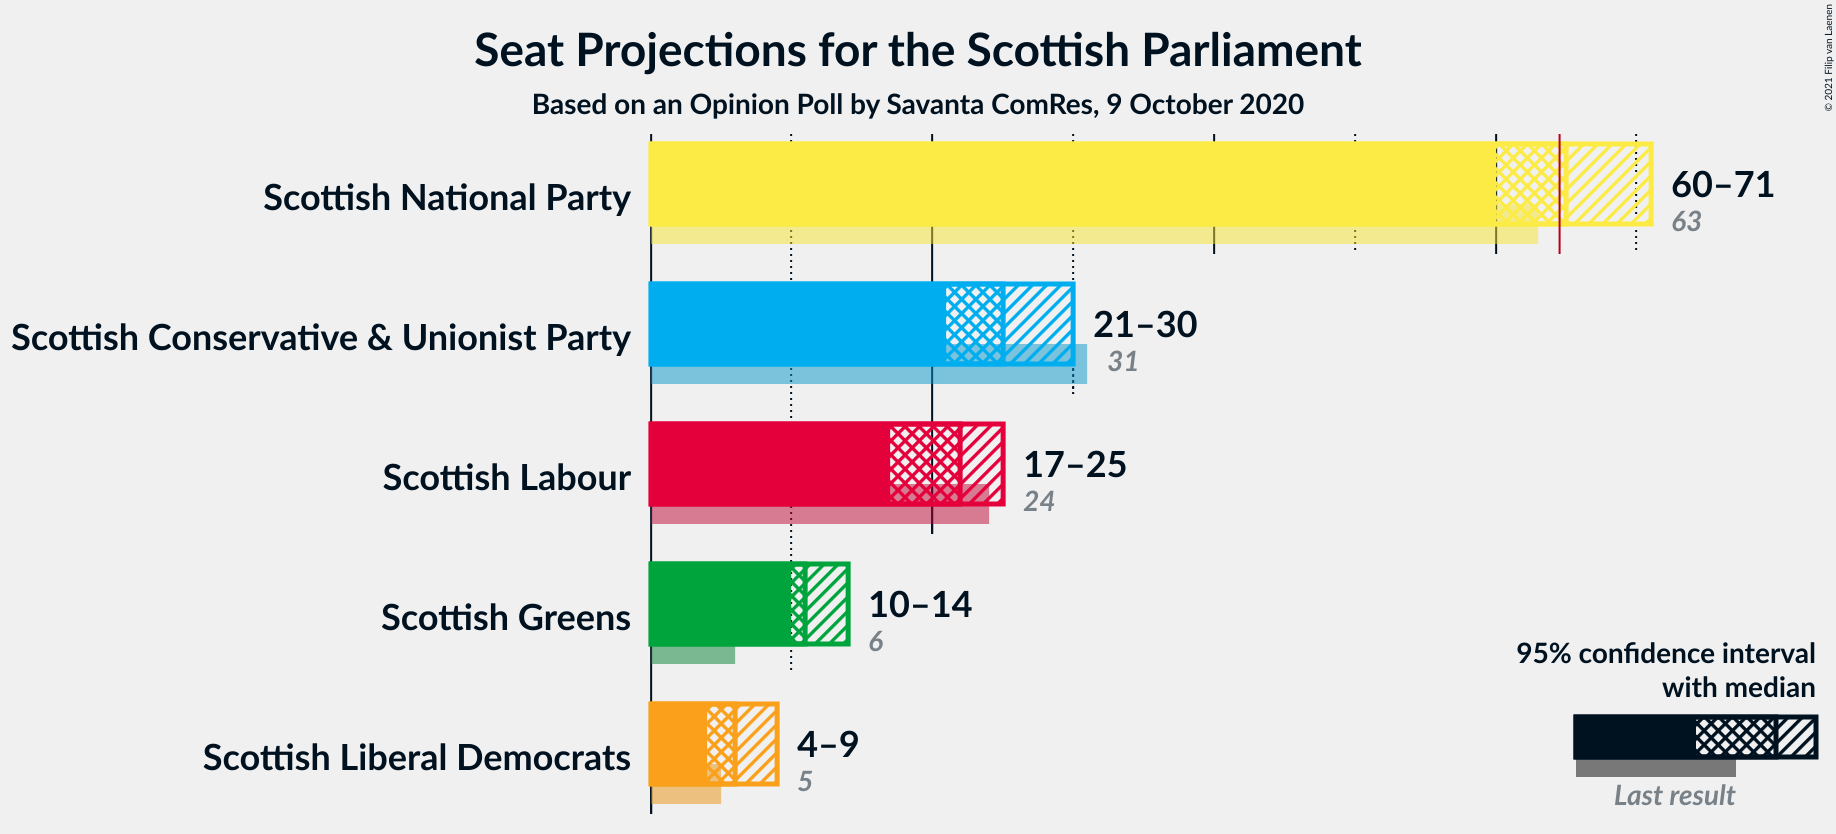 Seat Projections for the Scottish Parliament
Based on an Opinion Poll by Savanta ComRes, 9 October 2020
© 2021 Filip van Laenen
Scottish National Party
60–71
63
Scottish Conservative & Unionist Party
21–30
31
Scottish Labour
17–25
24
Scottish Greens
10–14
6
Scottish Liberal Democrats
4–9
5
95% confidence interval
with median
Last result